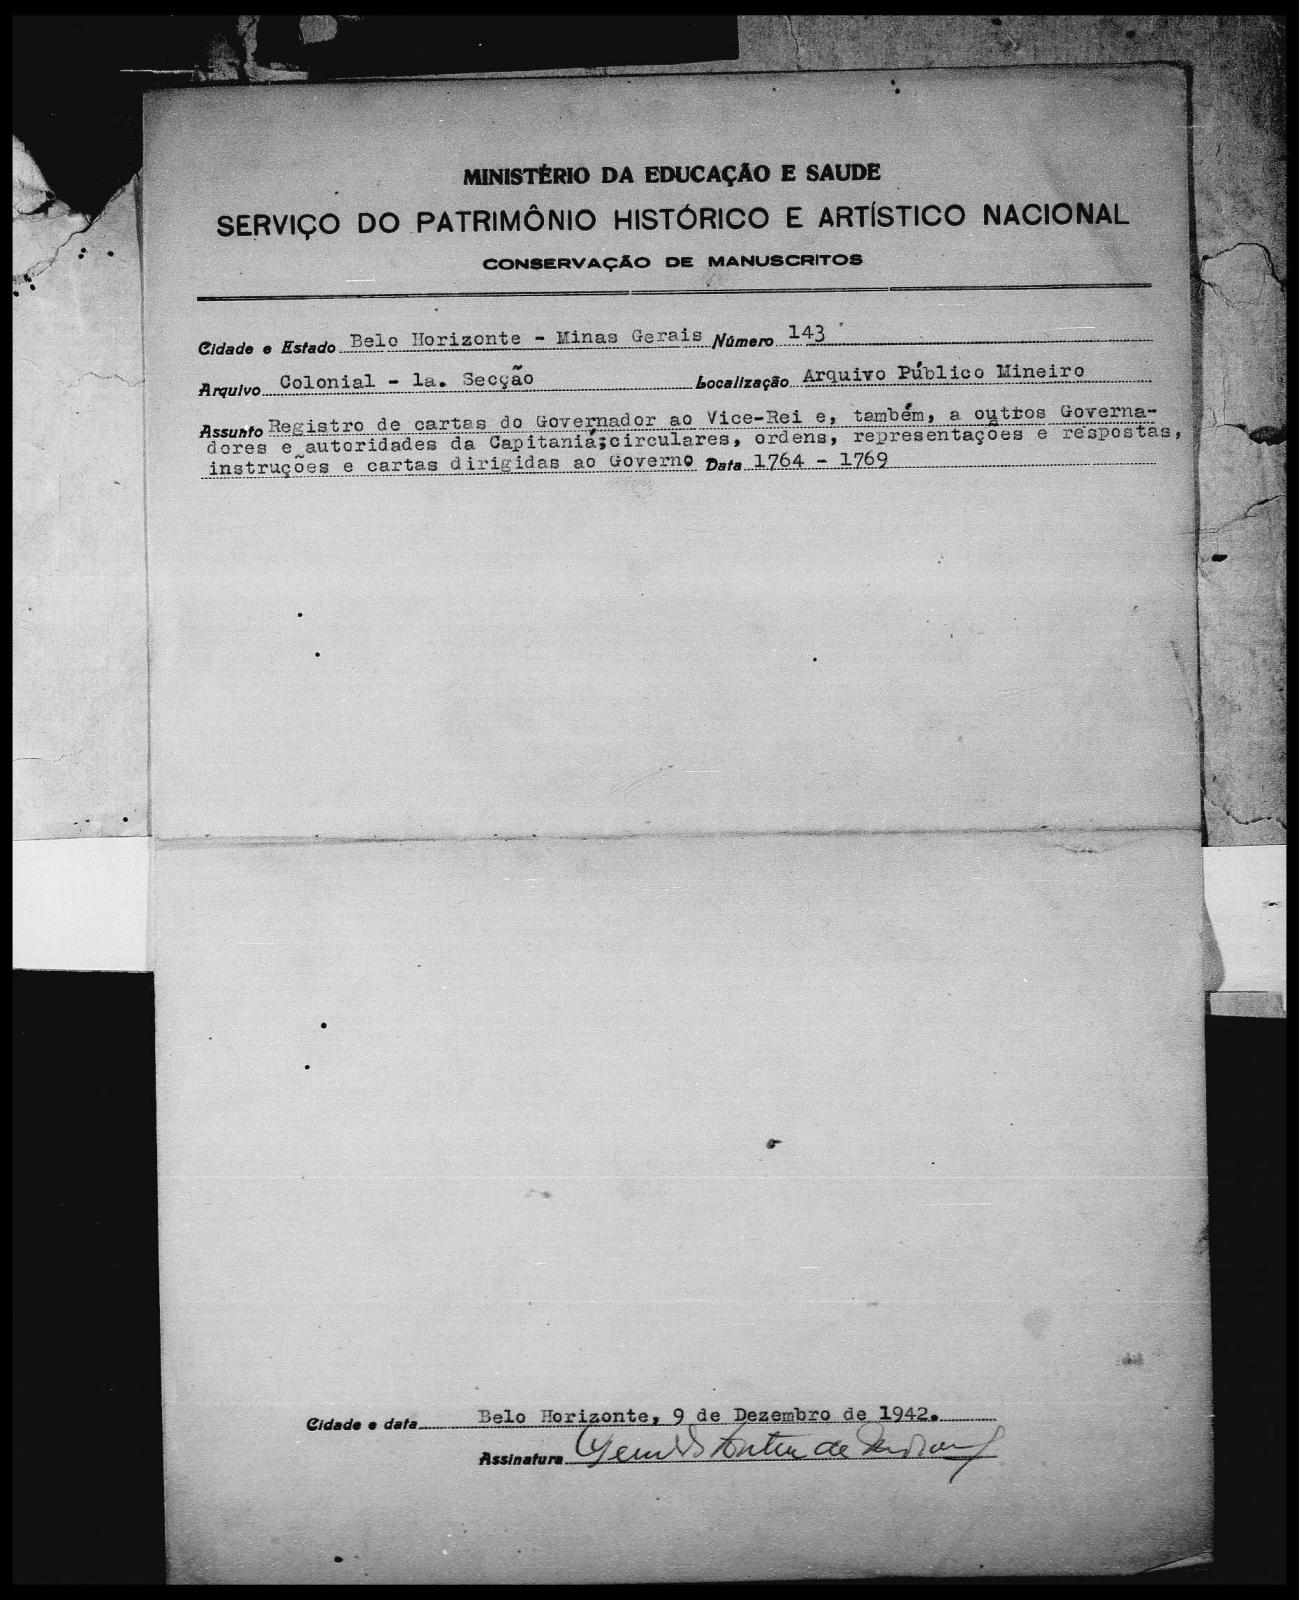 MINISTÉRIO DA EDUCAÇÃO E SAUDE
SERVIÇO DO PATRIMÔNIO HISTÓRICO E ARTÍSTICO NACIONAL
CONSERVAÇÃO DE MANUSCRITOS
Cidade e Estado Belo Horizonte - Minas Gerais Número 143
Arquivo Colonial - 1a. Secção Localização Arquivo Público Mineiro
Assunto Registro de cartas do Governador ao Vice-Rei e, também, a outros Governa-
dores e autoridades da Capitania;circulares, ordens, representações e respostas,
instruções e cartas dirigidas ao Governo Data 1764 - 1769
Cidade e data Belo Horizonte, 9 de Dezembro de 1942.
Assinatura